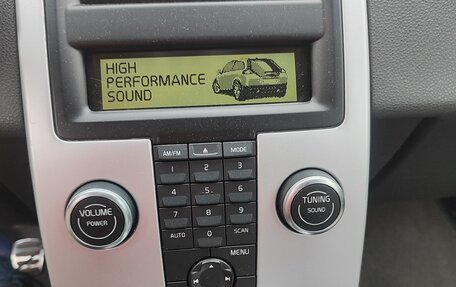 HIGH
PERFORMANCE
SOUND
AM/FM MODE
1 2 3
4 .5. 6
7 8 9
AUTO 0 SCAN
MENU
VOLUME
POWER
TUNING
SOUND